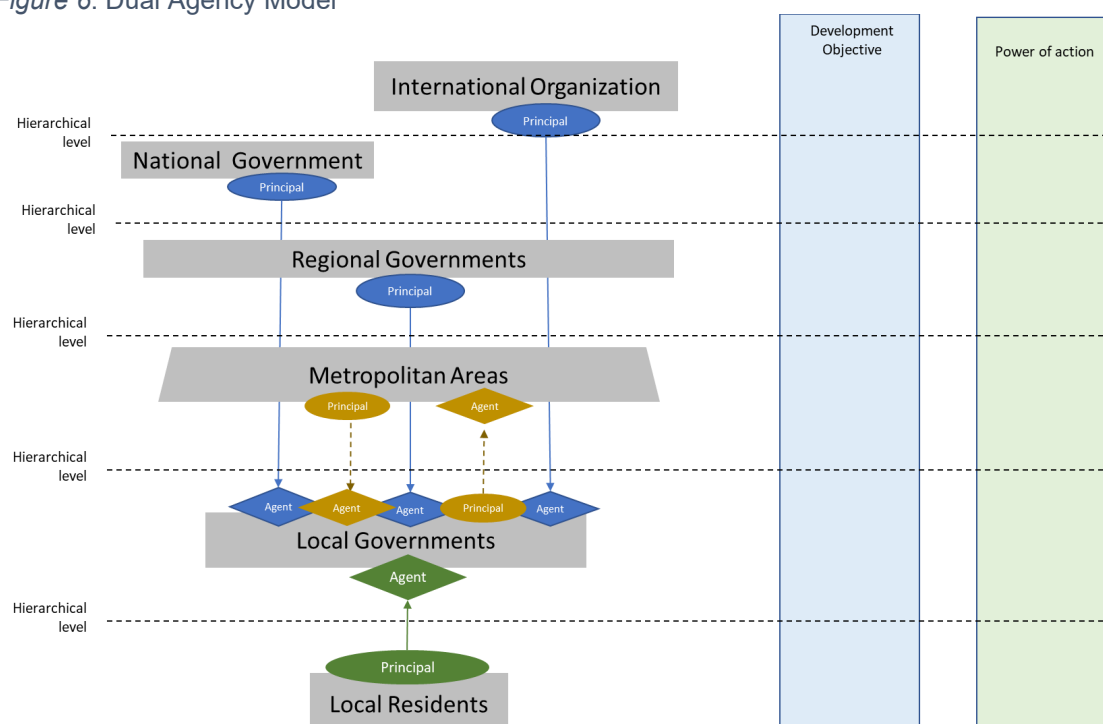 Figure 6. Dual Agency Model
Development
Objective
Power of action
International Organization
Principal
Hierarchical
level
National Government
Principal
Hierarchical
level
Regional Governments
Principal
Hierarchical
level
Metropolitan Areas
Principal
Agent
Hierarchical
level
Agent
Agent
Agent
Principal
Agent
Local Governments
Agent
Hierarchical
level
Principal
Local Residents